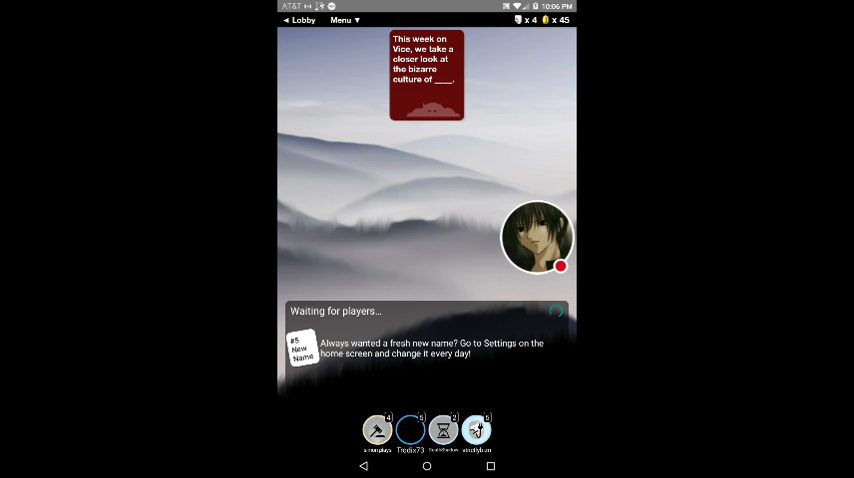 AT&T
10:06 PM
◄ Lobby
Menu ▼
x 4
x 45
This week on
Vice, we take a
closer look at
the bizarre
culture of ____.
Waiting for players...
#5
New
Name
Always wanted a fresh new name? Go to Settings on the
home screen and change it every day!
4
5
2
5
simonplays
Trodix73
DeathShadow